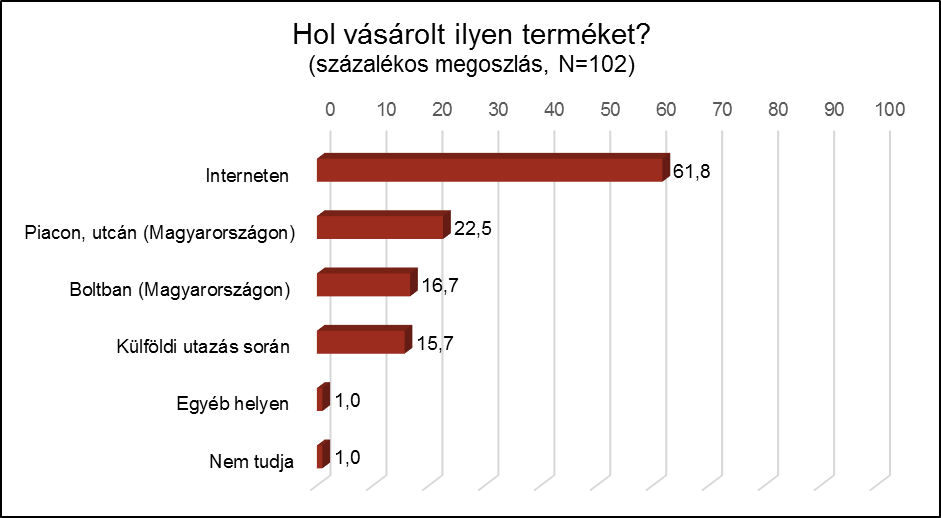 Hol vásárolt ilyen terméket?
(százalékos megoszlás, N=102)
0 10 20 30 40 50 60 70 80 90 100
Interneten 61,8
Piacon, utcán (Magyarországon) 22,5
Boltban (Magyarországon) 16,7
Külföldi utazás során 15,7
Egyéb helyen 1,0
Nem tudja 1,0